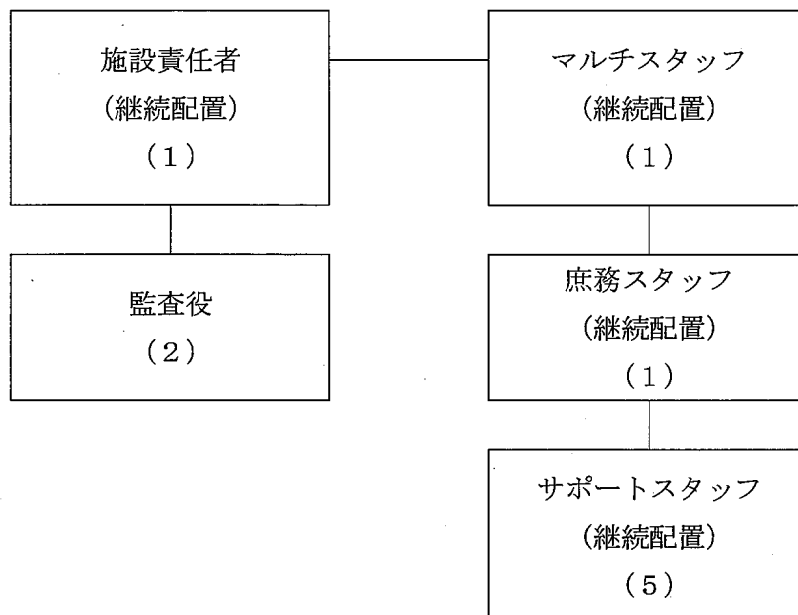 施設責任者
(継続配置)
(1)
マルチスタッフ
(継続配置)
(1)
監査役
(2)
庶務スタッフ
(継続配置)
(1)
サポートスタッフ
(継続配置)
(5)